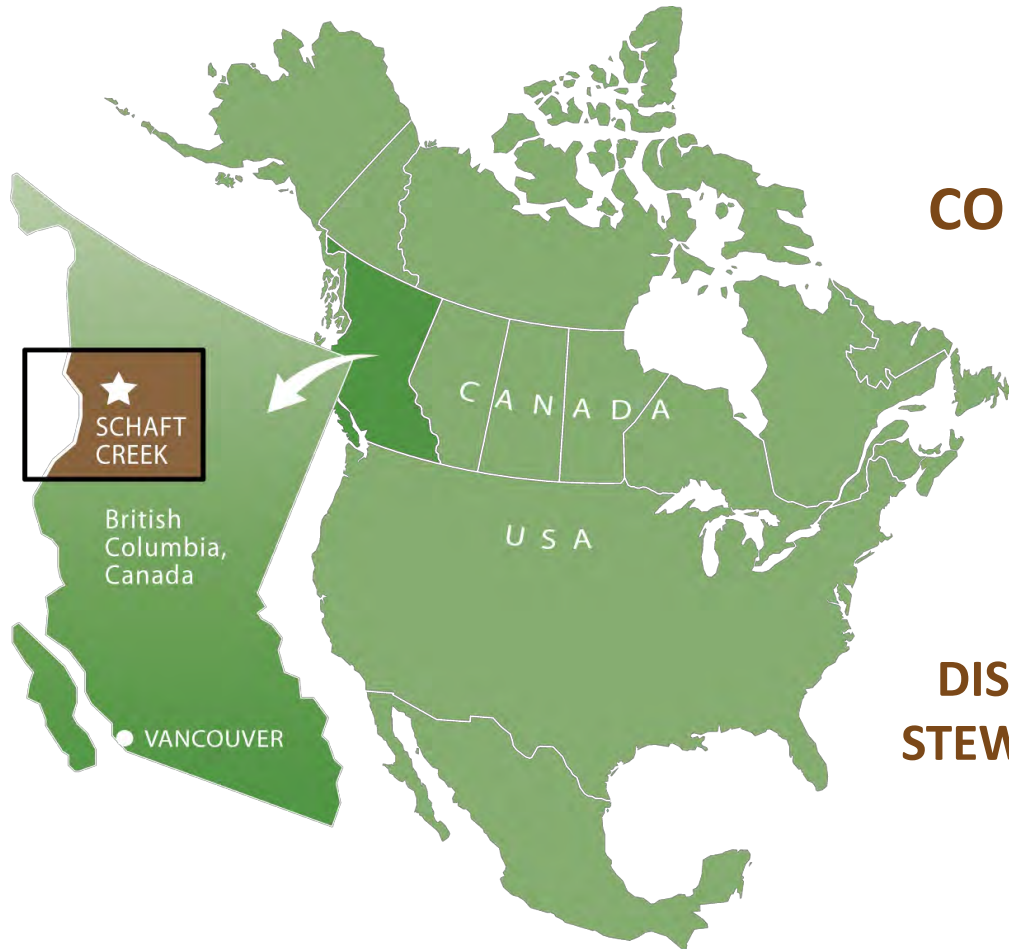 CO
SCHAFT
CREEK
CANADA
British
Columbia,
Canada
USA
DIS
STEW
VANCOUVER